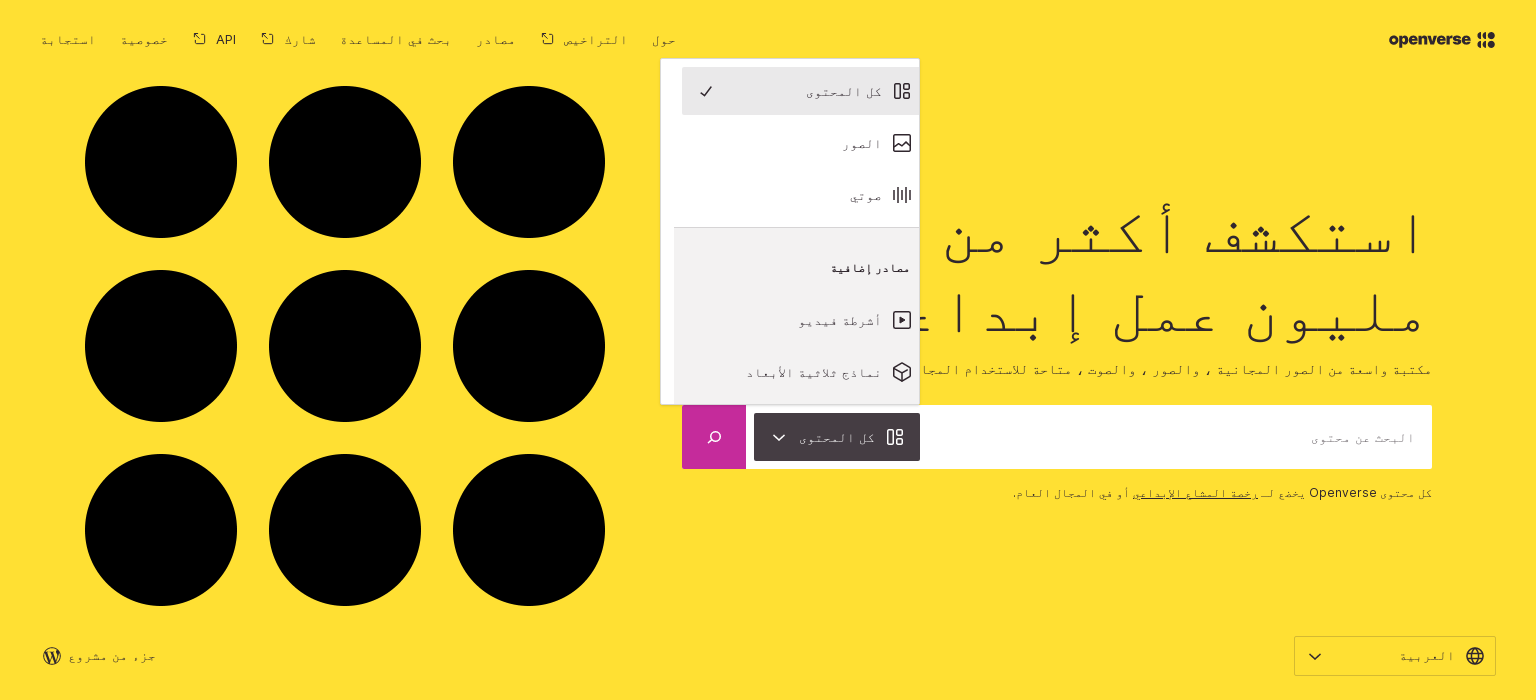 openverse
حول
التراخيص
مصادر
بحث في المساعدة
شارك
API
خصوصية
استجابة
كل المحتوى
الصور
صوتي
مصادر إضافية
أشرطة فيديو
نماذج ثلاثية الأبعاد
استكشف أكثر من
مليون عمل
مكتبة واسعة من الصور المجانية ، والصور ، والصوت ، متاحة للاستخدام
البحث عن محتوى
كل المحتوى
كل محتوى Openverse يخضع لـ رخصة المشاع الإبداعي أو في المجال العام.
العربية
جزء من مشروع